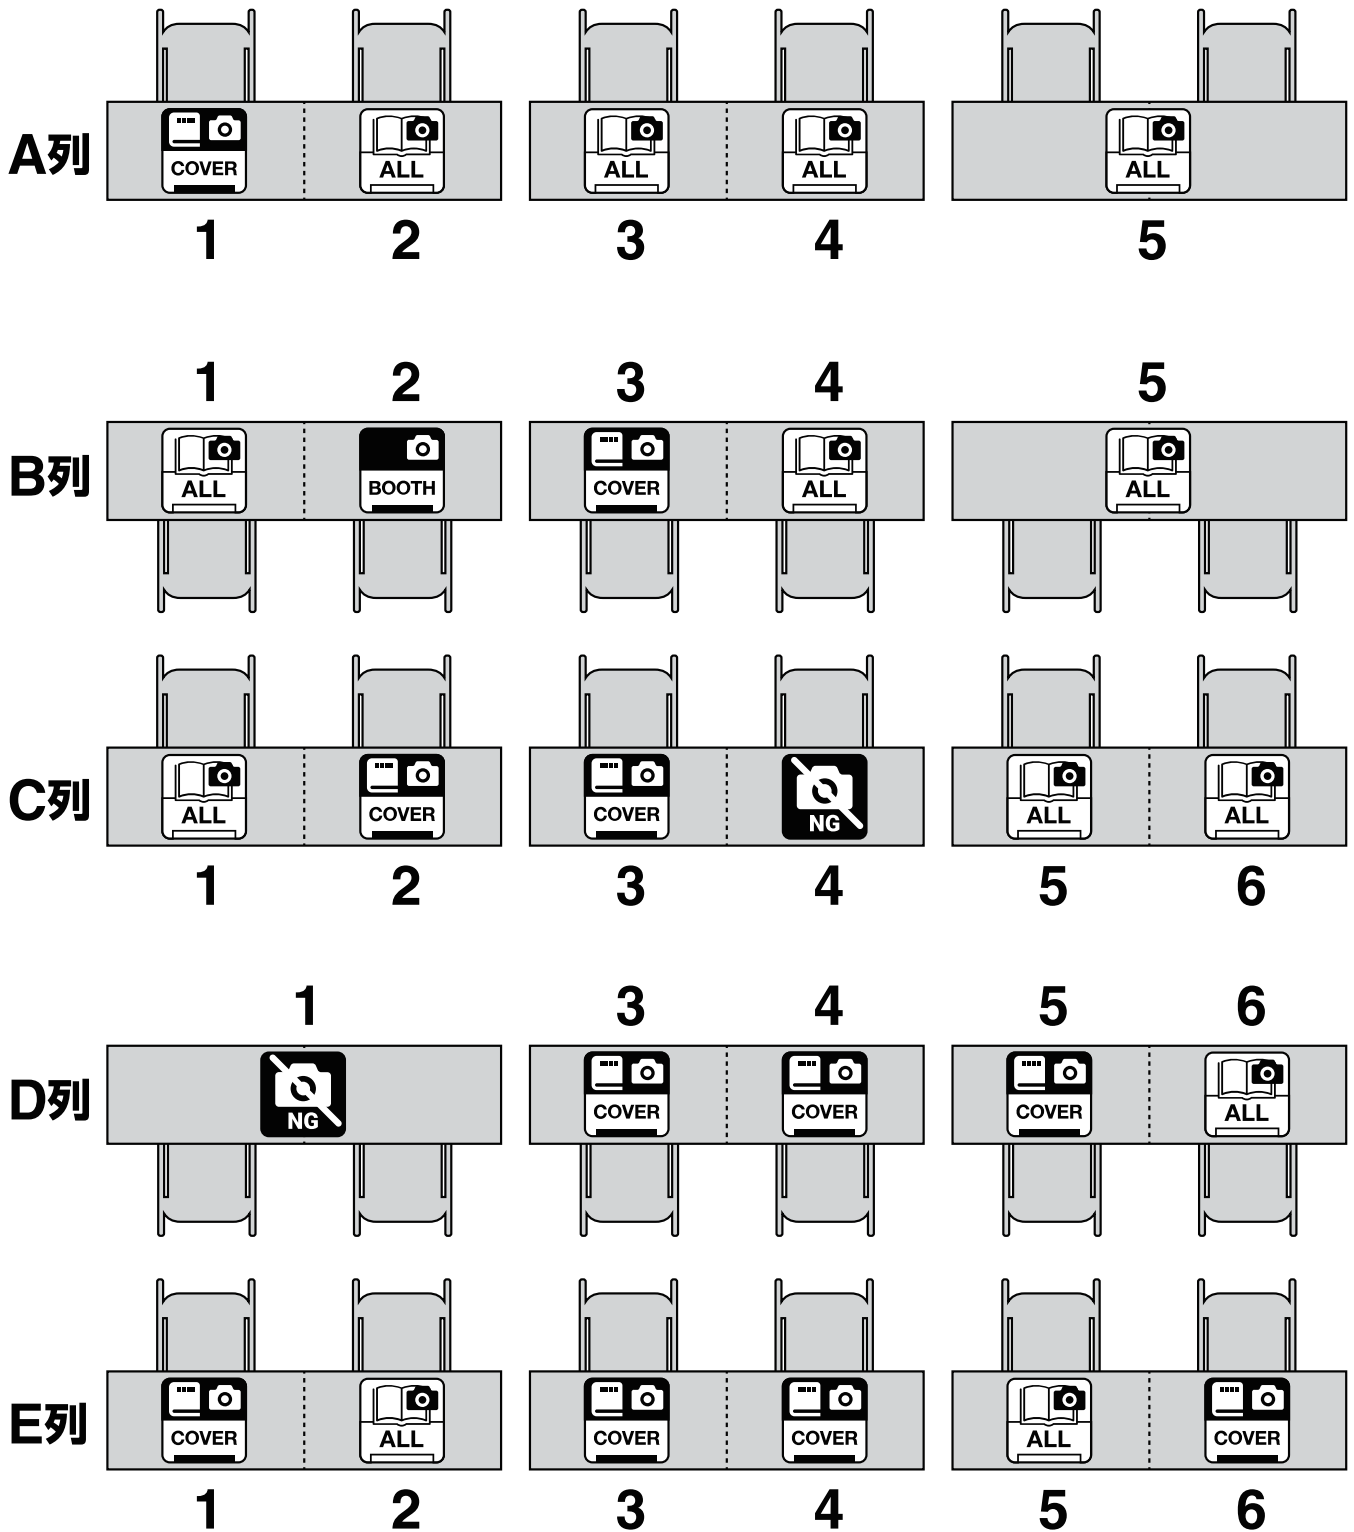 A列
COVER ALL ALL ALL ALL
1 2 3 4 5
1 2 3 4 5
B列
ALL BOOTH COVER ALL ALL
C列
ALL COVER COVER NG ALL ALL
1 2 3 4 5 6
1 3 4 5 6
D列
NG COVER COVER COVER ALL
E列
COVER ALL COVER COVER ALL COVER
1 2 3 4 5 6